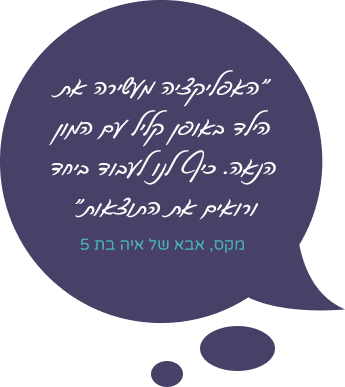 "האפליקציה מעשירה את
הילד באופן קליל עם המון
הנאה. כיף לנו לעבוד ביחד
ורואים את התוצאות"
מקס, אבא של איה בת 5